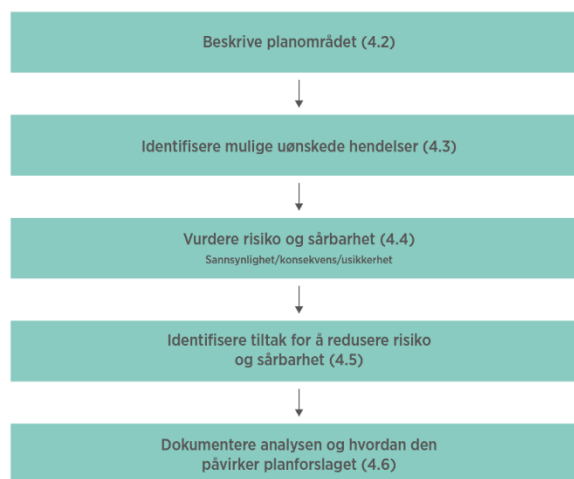 Beskrive planområdet (4.2)
Identifisere mulige uønskede hendelser (4.3)
Vurdere risiko og sårbarhet (4.4)
Sannsynlighet/konsekvens/usikkerhet
Identifisere tiltak for å redusere risiko
og sårbarhet (4.5)
Dokumentere analysen og hvordan den
påvirker planforslaget (4.6)